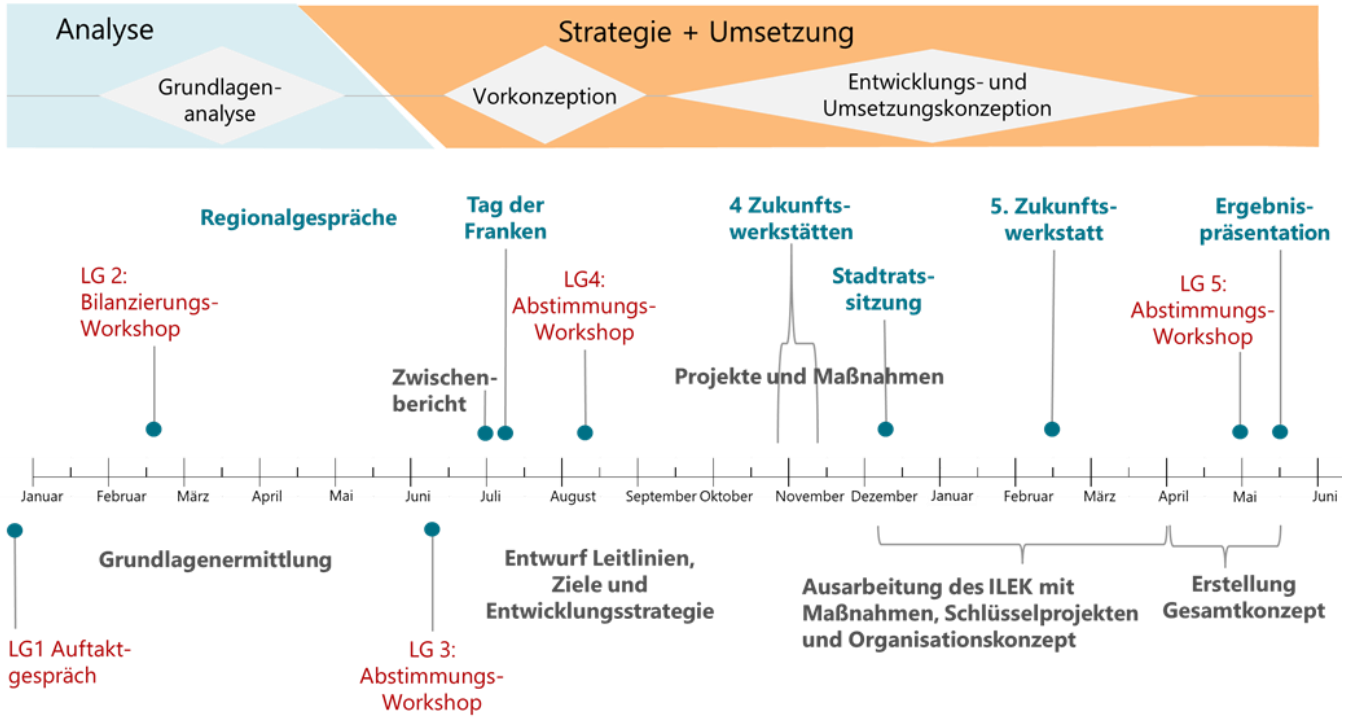 Analyse
Strategie + Umsetzung
Grundlagen-
analyse
Vorkonzeption
Entwicklungs- und
Umsetzungskonzeption
Regionalgespräche
Tag der
Franken
4 Zukunfts-
werkstätten
5. Zukunfts-
werkstatt
Ergebnis-
präsentation
LG 2:
Bilanzierungs-
Workshop
LG4:
Abstimmungs-
Workshop
Stadtrats-
sitzung
LG 5:
Abstimmungs-
Workshop
Zwischen-
bericht
Projekte und Maßnahmen
Januar Februar März April Mai Juni Juli August September Oktober November Dezember Januar Februar März April Mai Juni
Grundlagenermittlung
Entwurf Leitlinien,
Ziele und
Entwicklungsstrategie
Ausarbeitung des ILEK mit
Maßnahmen, Schlüsselprojekten
und Organisationskonzept
Erstellung
Gesamtkonzept
LG1 Auftakt-
gespräch
LG 3:
Abstimmungs-
Workshop